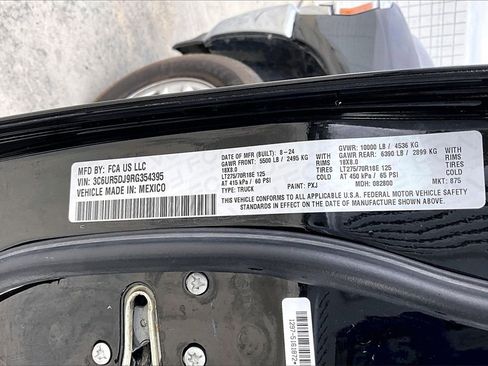 MFD BY: FCA US LLC
VIN: 3C6UR5DJ9RG354395
VEHICLE MADE IN: MEXICO
DATE OF MFR (BUILT): 8-24
GAWR FRONT: 5500 LB / 2495 KG
18X8.0
LT275/70R18E 125
AT 415 kPa / 60 PSI
TYPE: TRUCK
RIMS
TIRES
COLD
PAINT: PXJ
GVWR: 10000 LB / 4536 KG
GAWR REAR: 6390 LB / 2899 KG
18X8.0
LT275/70R18E 125
AT 450 kPa / 65 PSI
MDH: 082800
RIMS
TIRES
COLD
MKT: 875
THIS VEHICLE CONFORMS TO ALL APPLICABLE U.S.A. FEDERAL MOTOR VEHICLE SAFETY
STANDARDS IN EFFECT ON THE DATE OF MANUFACTURE SHOWN ABOVE